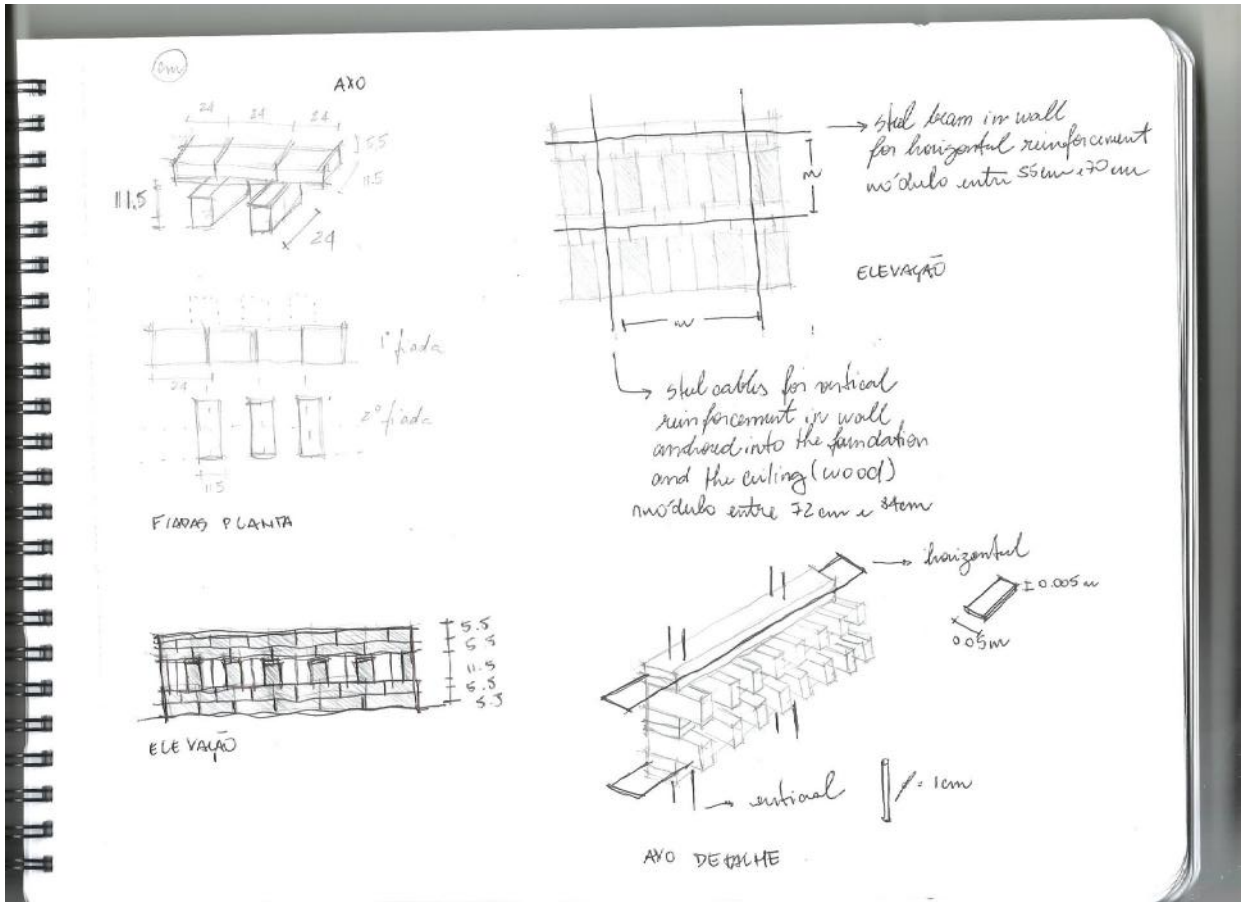 cm
AXO
24 24 24
5.5
11.5
11.5
24
1º fiada
24
2º fiada
11.5
FIADAS PLANTA
5.5
5.5
11.5
5.5
5.5
ELEVAÇÃO
steel beam in wall
for horizontal reinforcement
módulo entre 55cm e 70cm
m
ELEVAÇÃO
m
steel cables for vertical
reinforcement in wall
anchored into the foundation
and the ceiling (wood)
módulo entre 72cm e 84cm
horizontal
0.005m
0.05m
vertical
= 1cm
AXO DETALHE